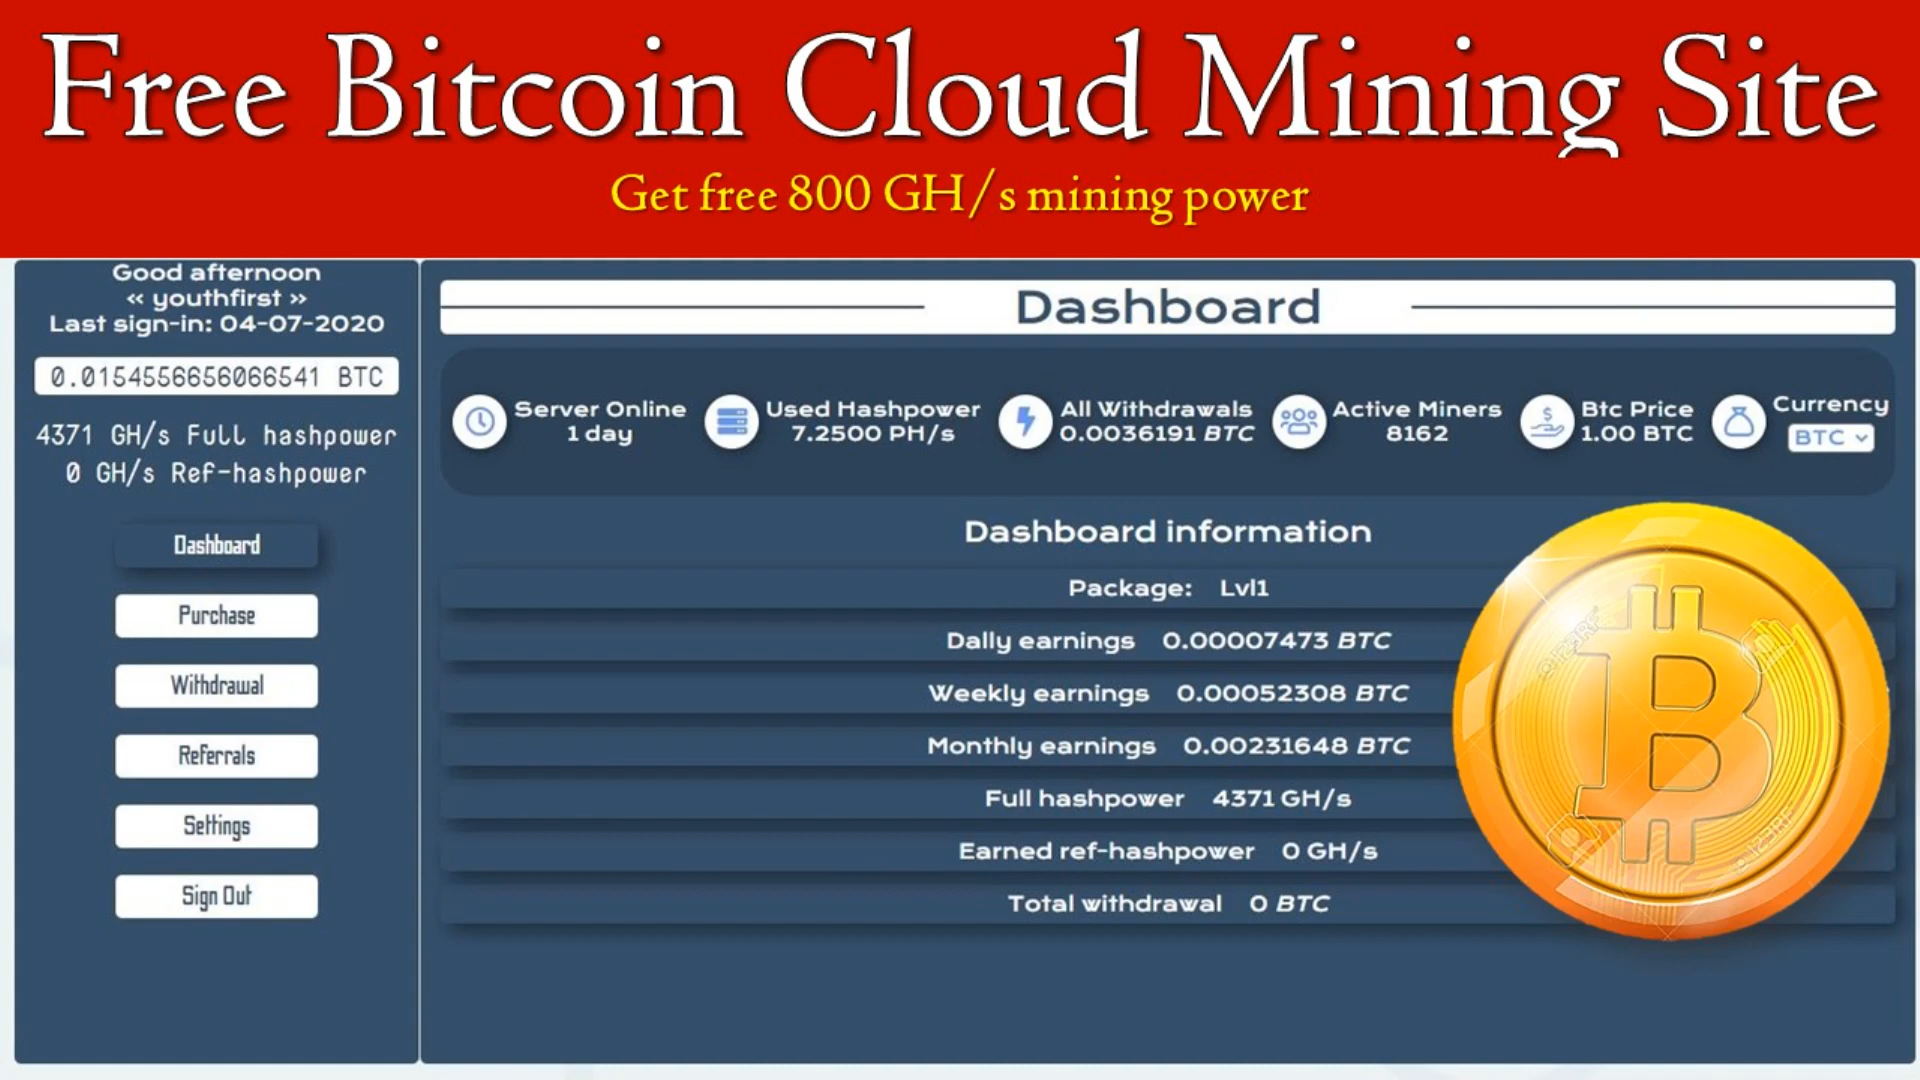 Free Bitcoin Cloud Mining Site
Get free 800 GH/s mining power
Good afternoon
« youthfirst »
Last sign-in: 04-07-2020
0.0154556656066541 BTC
4371 GH/s Full hashpower
0 GH/s Ref-hashpower
Dashboard
Purchase
Withdrawal
Referrals
Settings
Sign Out
Dashboard
Server Online
1 day
Used Hashpower
7.2500 PH/s
All Withdrawals
0.0036191 BTC
Active Miners
8162
Btc Price
1.00 BTC
Currency
BTC
Dashboard information
Package: Lvl1
Dally earnings 0.00007473 BTC
Weekly earnings 0.00052308 BTC
Monthly earnings 0.00231648 BTC
Full hashpower 4371 GH/s
Earned ref-hashpower 0 GH/s
Total withdrawal 0 BTC
123RF
123RF